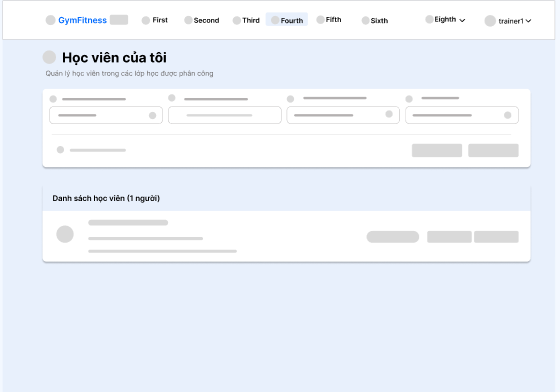 GymFitness First Second Third Fourth Fifth Sixth Eighth trainer1
Học viên của tôi
Quản lý học viên trong các lớp học được phân công
Danh sách học viên (1 người)